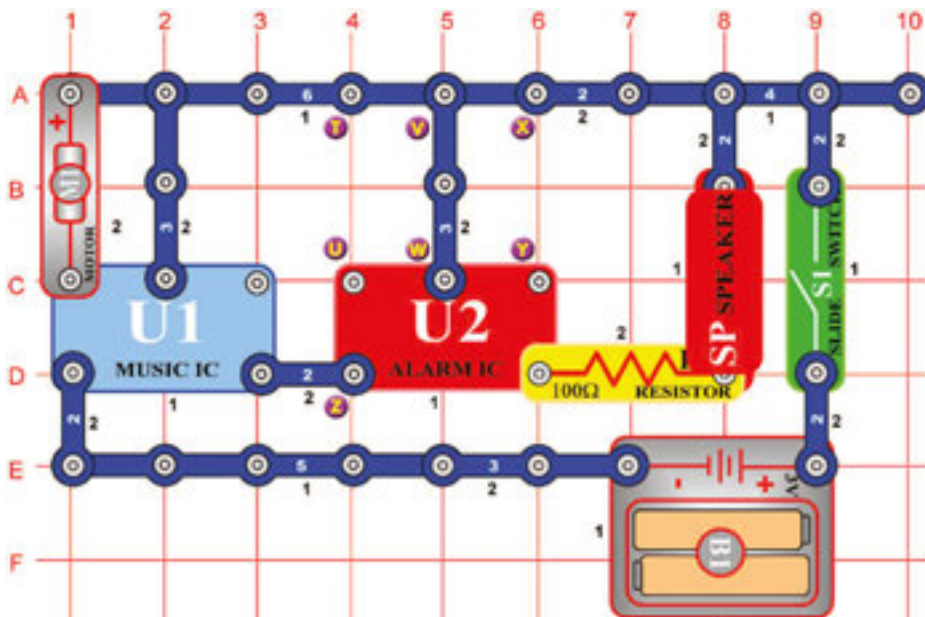 1 2 3 4 5 6 7 8 9 10
A
6
1
2
2
4
1
T
V
X
+
M1
MOTOR
B
2
3
2
3
2
2
2
2
2
U
W
Y
C
U1
MUSIC IC
U2
ALARM IC
1
SP SPEAKER
S1
SLIDE SWITCH
1
D
2
2
Z
1
1
2
100Ω
RESISTOR
2
2
2
2
E
5
1
3
2
- +
3V
1
B1
F